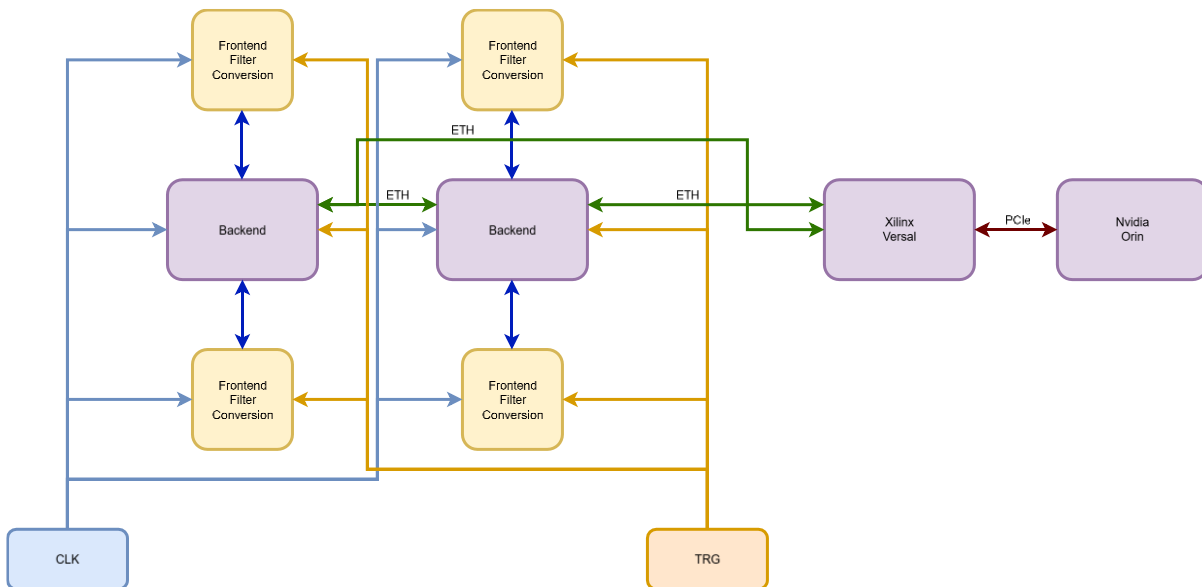 Frontend
Filter
Conversion
Frontend
Filter
Conversion
ETH
ETH
ETH
Backend
Backend
Xilinx
Versal
PCIe
Nvidia
Orin
Frontend
Filter
Conversion
Frontend
Filter
Conversion
CLK
TRG